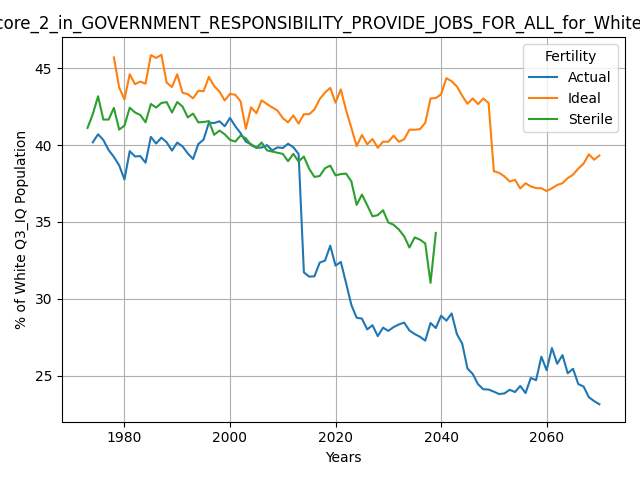 core_2_in_GOVERNMENT_RESPONSIBILITY_PROVIDE_JOBS_FOR_ALL_for_White
Fertility
Actual
Ideal
Sterile
% of White Q3_IQ Population
45
40
35
30
25
1980
2000
2020
2040
2060
Years